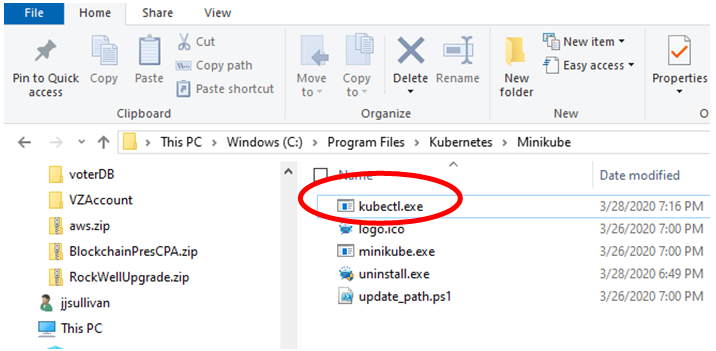 File Home Share View
Pin to Quick access
Copy
Paste
Cut
Copy path
Paste shortcut
Clipboard
Move to
Copy to
Delete
Rename
Organize
New folder
New item
Easy access
New
Properties
O
This PC > Windows (C:) > Program Files > Kubernetes > Minikube
voterDB
VZAccount
aws.zip
BlockchainPresCPA.zip
RockWellUpgrade.zip
jjsullivan
This PC
Name Date modified
kubectl.exe 3/28/2020 7:16 PM
logo.ico 3/26/2020 7:00 PM
minikube.exe 3/26/2020 7:00 PM
uninstall.exe 3/28/2020 6:49 PM
update_path.ps1 3/26/2020 7:00 PM